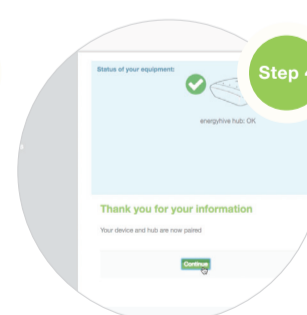 Step 4
Status of your equipment:
energyhive hub: OK
Thank you for your information
Your device and hub are now paired
Continue